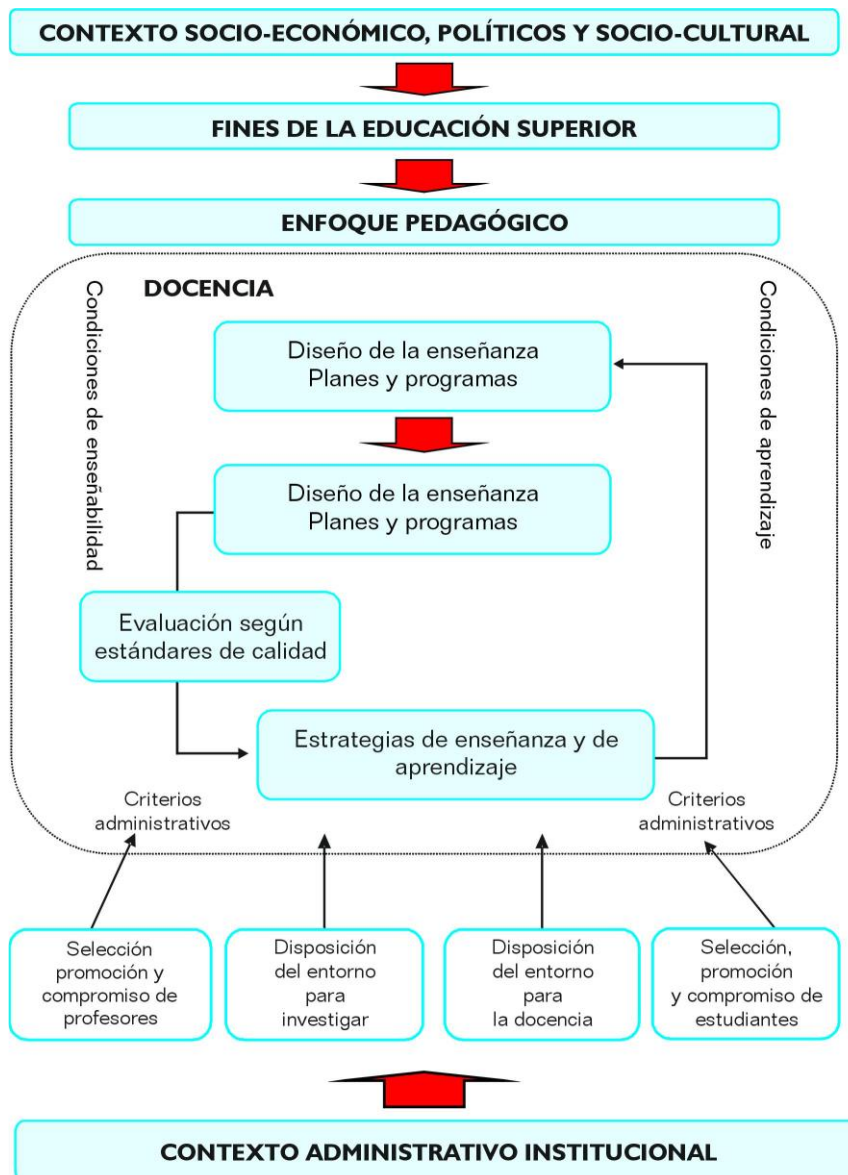 CONTEXTO SOCIO-ECONÓMICO, POLÍTICOS Y SOCIO-CULTURAL
FINES DE LA EDUCACIÓN SUPERIOR
ENFOQUE PEDAGÓGICO
DOCENCIA
Condiciones de enseñabilidad
Condiciones de aprendizaje
Diseño de la enseñanza
Planes y programas
Diseño de la enseñanza
Planes y programas
Evaluación según
estándares de calidad
Estrategias de enseñanza y de
aprendizaje
Criterios
administrativos
Criterios
administrativos
Selección
promoción y
compromiso de
profesores
Disposición
del entorno
para
investigar
Disposición
del entorno
para
la docencia
Selección,
promoción
y compromiso de
estudiantes
CONTEXTO ADMINISTRATIVO INSTITUCIONAL